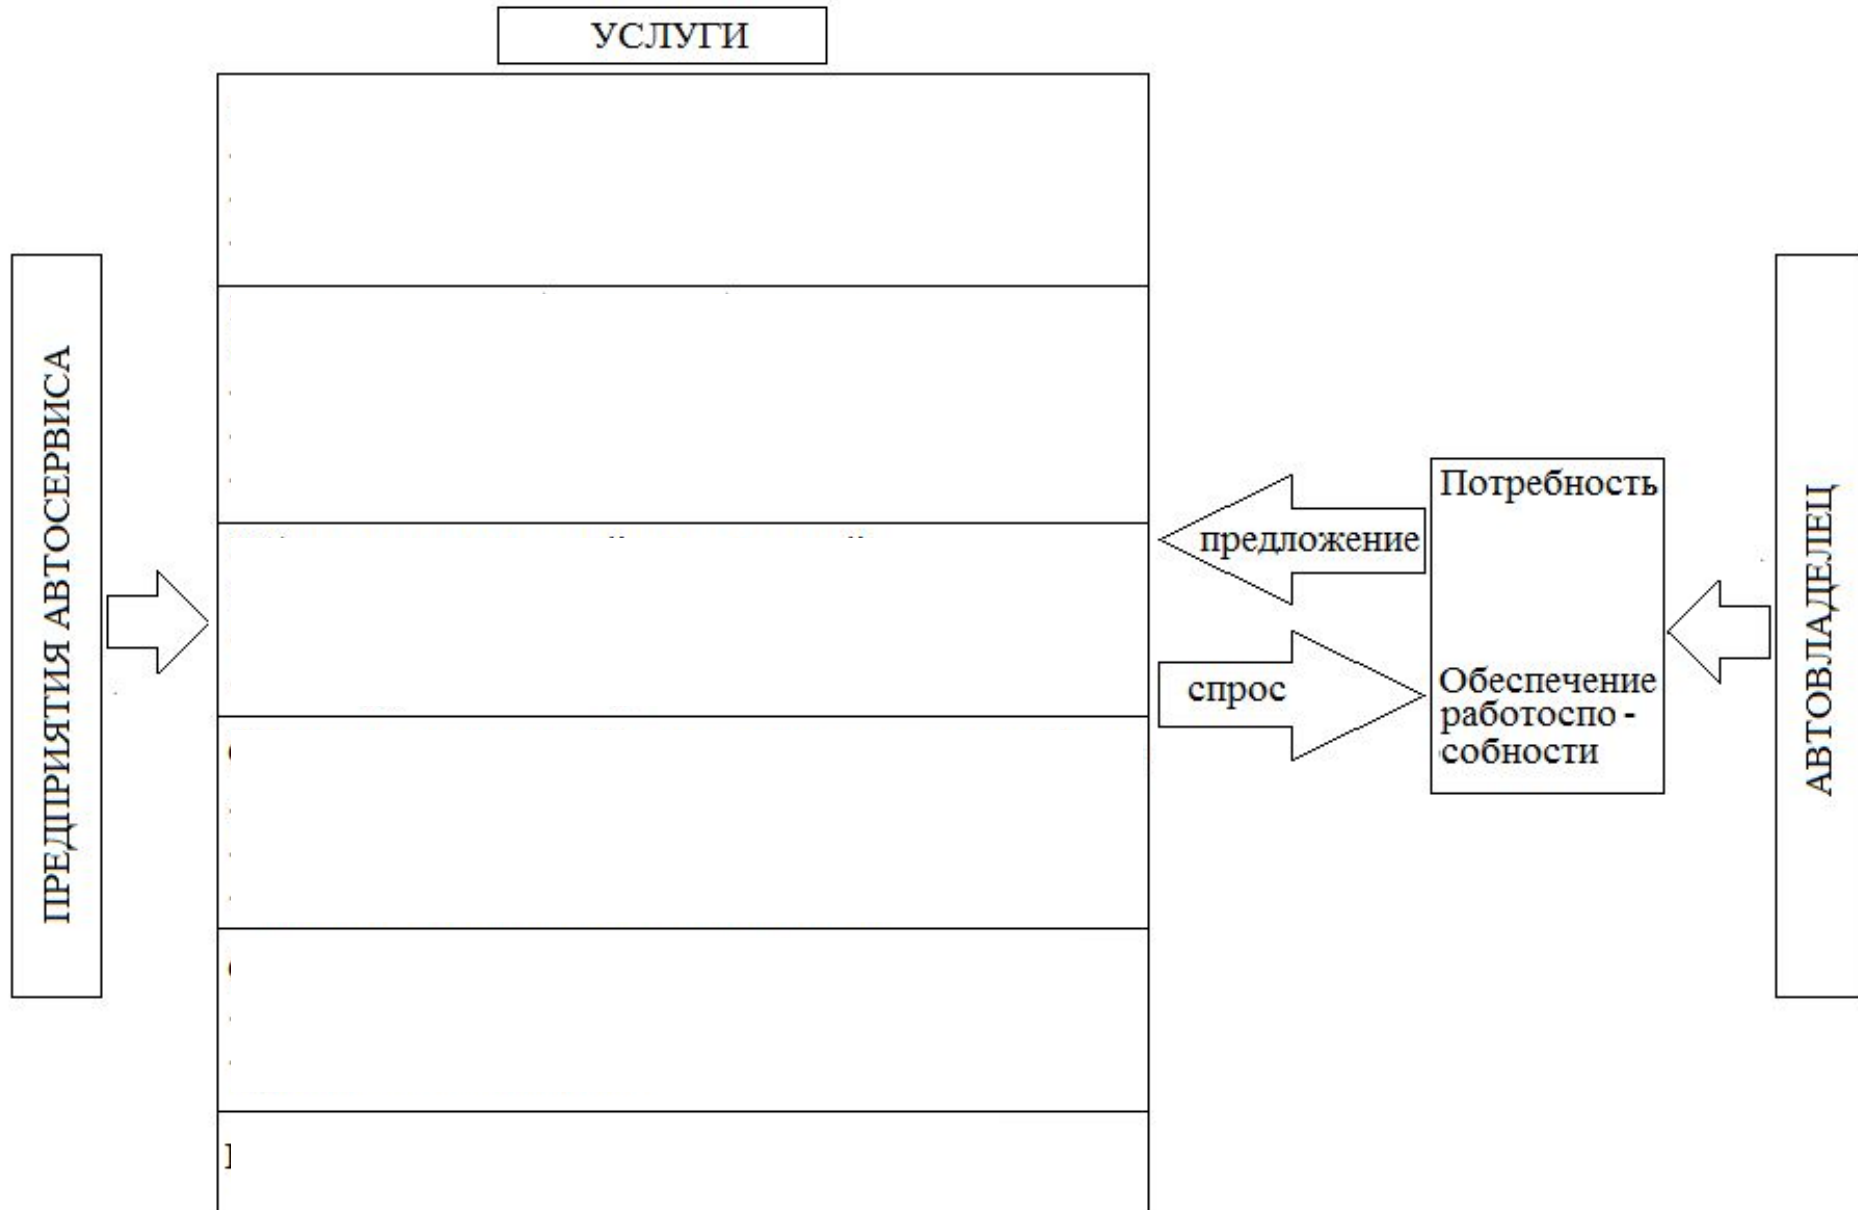 УСЛУГИ
ПРЕДПРИЯТИЯ АВТОСЕРВИСА
предложение
спрос
Потребность
Обеспечение
работоспо -
собности
АВТОВЛАДЕЛЕЦ